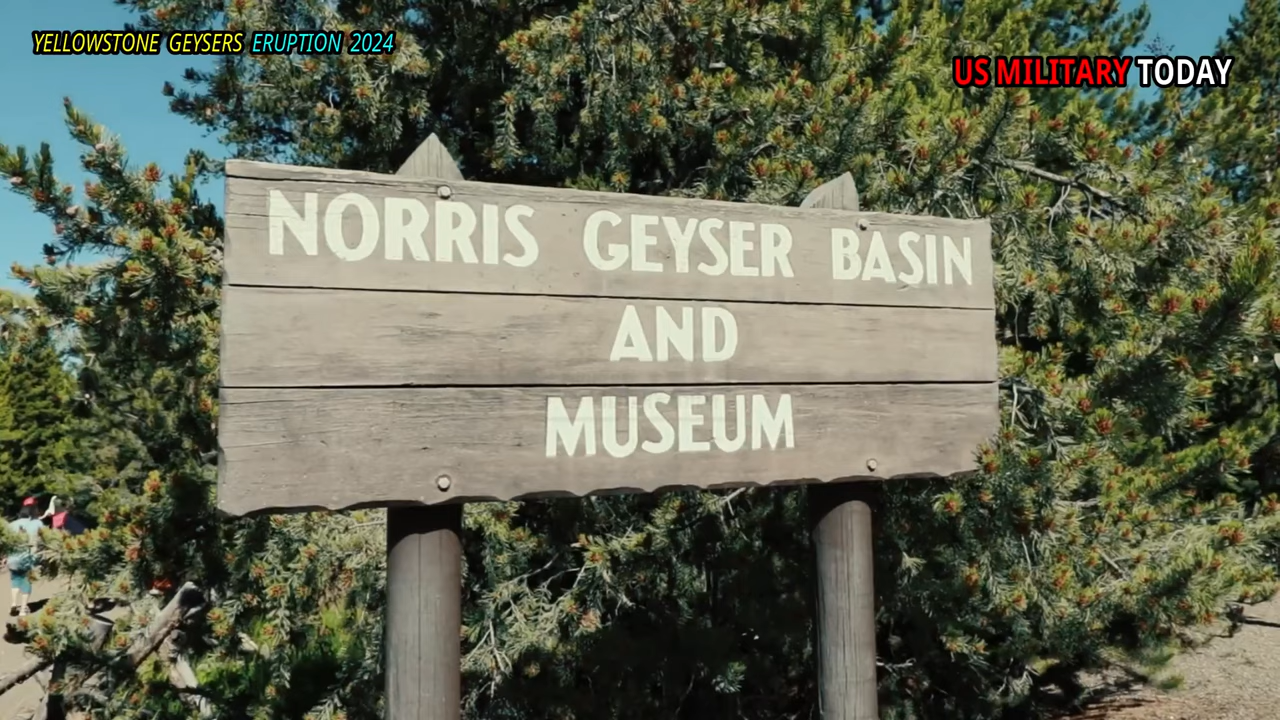 YELLOWSTONE GEYSERS ERUPTION 2024
US MILITARY TODAY
NORRIS GEYSER BASIN
AND
MUSEUM